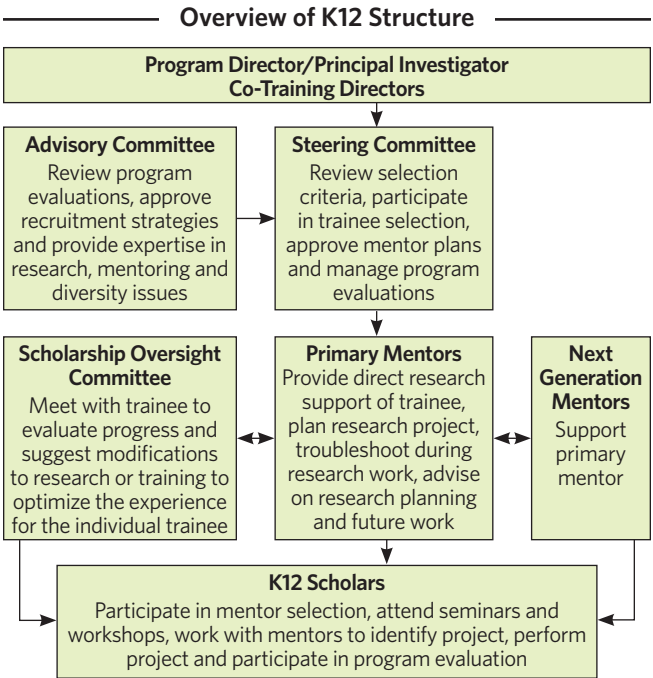 Overview of K12 Structure
Program Director/Principal Investigator
Co-Training Directors
Advisory Committee
Review program
evaluations, approve
recruitment strategies
and provide expertise in
research, mentoring and
diversity issues
Steering Committee
Review selection
criteria, participate
in trainee selection,
approve mentor plans
and manage program
evaluations
Scholarship Oversight
Committee
Meet with trainee to
evaluate progress and
suggest modifications
to research or training to
optimize the experience
for the individual trainee
Primary Mentors
Provide direct research
support of trainee,
plan research project,
troubleshoot during
research work, advise
on research planning
and future work
Next
Generation
Mentors
Support
primary
mentor
K12 Scholars
Participate in mentor selection, attend seminars and
workshops, work with mentors to identify project, perform
project and participate in program evaluation